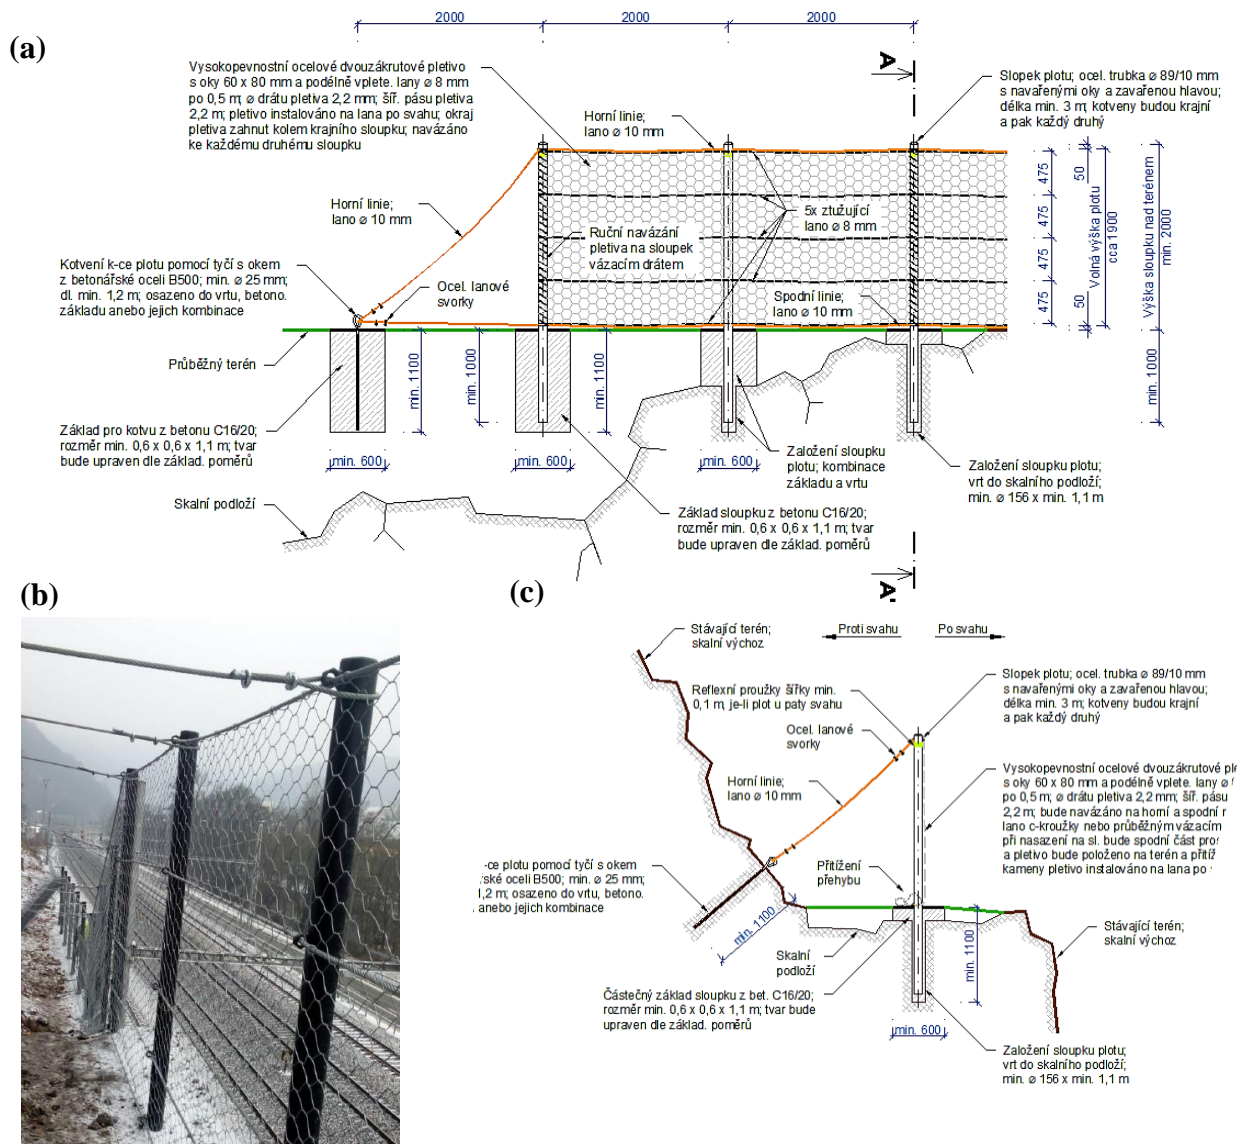 2000
2000
2000
(a)
A
Vysokopevnostní ocelové dvouzákrutové pletivo
s oky 60 x 80 mm a podélně vplete. lany ⌀ 8 mm
po 0,5 m; ⌀ drátu pletiva 2,2 mm; šíř. pásu pletiva
2,2 m; pletivo instalováno na lana po svahu; okraj
pletiva zahnut kolem krajního sloupku; navázáno
ke každému druhému sloupku
Horní linie;
lano ⌀ 10 mm
Slopek plotu; ocel. trubka ⌀ 89/10 mm
s navařenými oky a zavařenou hlavou;
délka min. 3 m; kotveny budou krajní
a pak každý druhý
Horní linie;
lano ⌀ 10 mm
Ruční navázání
pletiva na sloupek
vázacím drátem
5x ztužující
lano ⌀ 8 mm
475
475
475
475
50
50
Volná výška plotu
cca 1900
Výška sloupku nad terénem
min. 2000
Kotvení k-ce plotu pomocí tyčí s okem
z betonářské oceli B500; min. ⌀ 25 mm;
dl. min. 1,2 m; osazeno do vrtu, betono.
základu anebo jejich kombinace
Ocel. lanové
svorky
Spodní linie;
lano ⌀ 10 mm
Průběžný terén
min. 1100
min. 1000
min. 1100
min. 1000
Základ pro kotvu z betonu C16/20;
rozměr min. 0,6 x 0,6 x 1,1 m; tvar
bude upraven dle základ. poměrů
min. 600
min. 600
min. 600
Založení sloupku
plotu; kombinace
základu a vrtu
Založení sloupku plotu;
vrt do skalního podloží;
min. ⌀ 156 x min. 1,1 m
Skalní podloží
Základ sloupku z betonu C16/20;
rozměr min. 0,6 x 0,6 x 1,1 m; tvar
bude upraven dle základ. poměrů
A'
(b)
(c)
Stávající terén;
skalní výchoz
Proti svahu
Po svahu
Reflexní proužky šířky min.
0,1 m, je-li plot u paty svahu
Ocel. lanové
svorky
Horní linie;
lano ⌀ 10 mm
Slopek plotu; ocel. trubka ⌀ 89/10 mm
s navařenými oky a zavařenou hlavou;
délka min. 3 m; kotveny budou krajní
a pak každý druhý
Vysokopevnostní ocelové dvouzákrutové
s oky 60 x 80 mm a podélně vplete. lany ⌀
po 0,5 m; ⌀ drátu pletiva 2,2 mm; šíř. pásu
2,2 m; bude navázáno na horní a spodní
lano c-kroužky nebo průběžným vázacím
při nasazení na sl. bude spodní část
a pletivo bude položeno na terén a
kameny pletivo instalováno na lana po
-ce plotu pomocí tyčí s okem
ské oceli B500; min. ⌀ 25 mm;
1,2 m; osazeno do vrtu, betono.
anebo jejich kombinace
Přitížení
přehybu
min. 1100
Skalní
podloží
min. 1100
Stávající terén;
skalní výchoz
Částečný základ sloupku z bet. C16/20;
rozměr min. 0,6 x 0,6 x 1,1 m; tvar bude
upraven dle základ. poměrů
min. 600
Založení sloupku plotu;
vrt do skalního podloží;
min. ⌀ 156 x min. 1,1 m